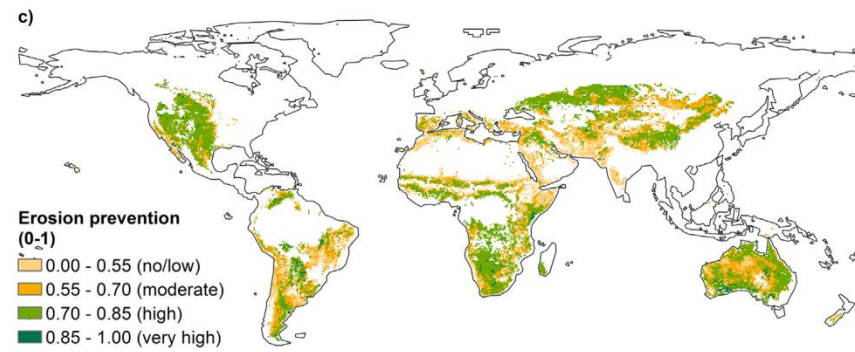 c)
Erosion prevention
(0-1)
0.00 - 0.55 (no/low)
0.55 - 0.70 (moderate)
0.70 - 0.85 (high)
0.85 - 1.00 (very high)